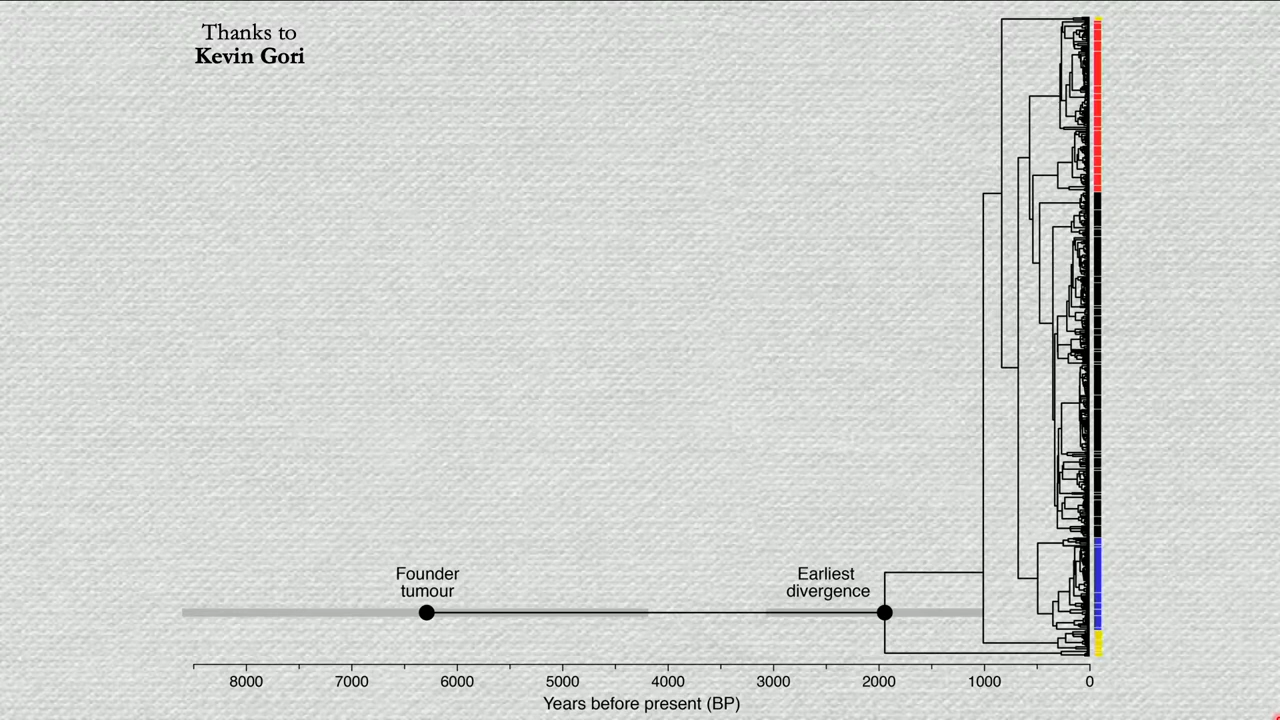 Thanks to
Kevin Gori
Founder
tumour
Earliest
divergence
8000 7000 6000 5000 4000 3000 2000 1000 0
Years before present (BP)